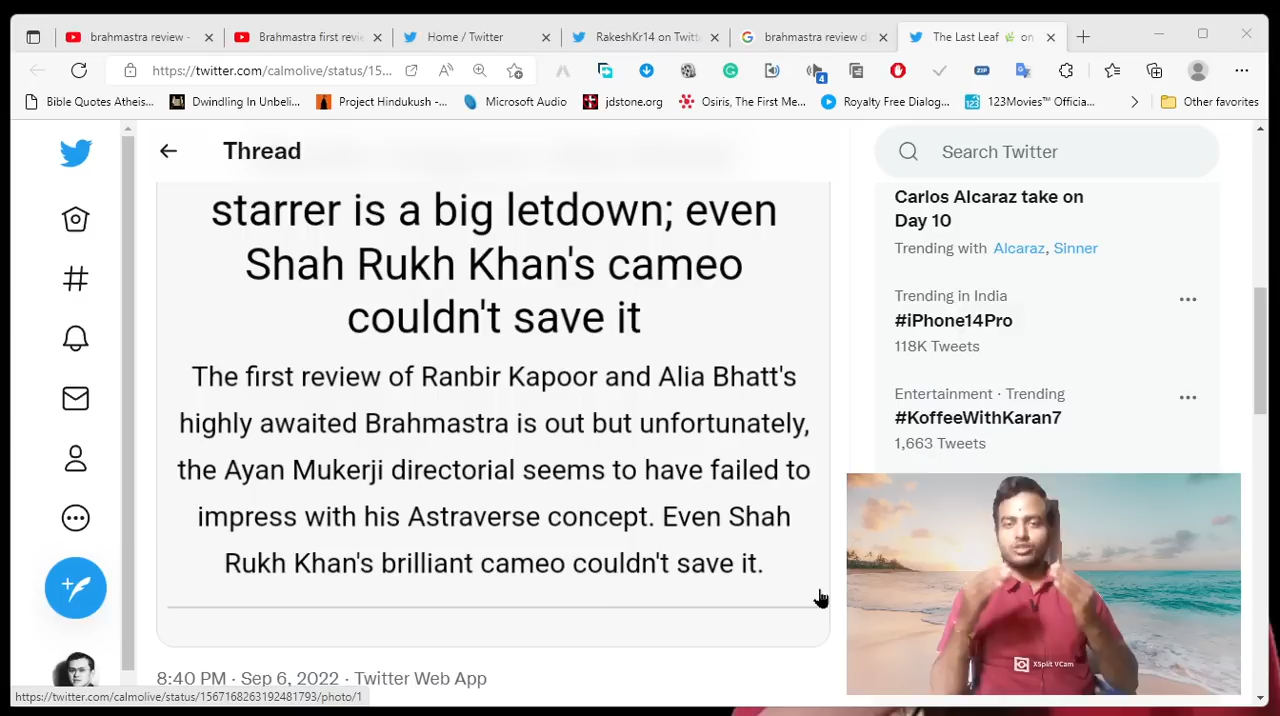 brahmastra review -
Brahmastra first revie
Home / Twitter
RakeshKr14 on Twitt
brahmastra review d
The Last Leaf 🌿 on
https://twitter.com/calmolive/status/15...
4
ZIP
Bible Quotes Atheis...
Dwindling In Unbeli...
Project Hindukush -...
Microsoft Audio
jdstone.org
Osiris, The First Me...
Royalty Free Dialog...
123Movies™ Officia...
Other favorites
Thread
Search Twitter
starrer is a big letdown; even
Shah Rukh Khan's cameo
couldn't save it
The first review of Ranbir Kapoor and Alia Bhatt's
highly awaited Brahmastra is out but unfortunately,
the Ayan Mukerji directorial seems to have failed to
impress with his Astraverse concept. Even Shah
Rukh Khan's brilliant cameo couldn't save it.
8:40 PM · Sep 6, 2022 · Twitter Web App
Carlos Alcaraz take on
Day 10
Trending with Alcaraz, Sinner
Trending in India
#iPhone14Pro
118K Tweets
Entertainment · Trending
#KoffeeWithKaran7
1,663 Tweets
XSplit VCam
https://twitter.com/calmolive/status/1567168263192481793/photo/1